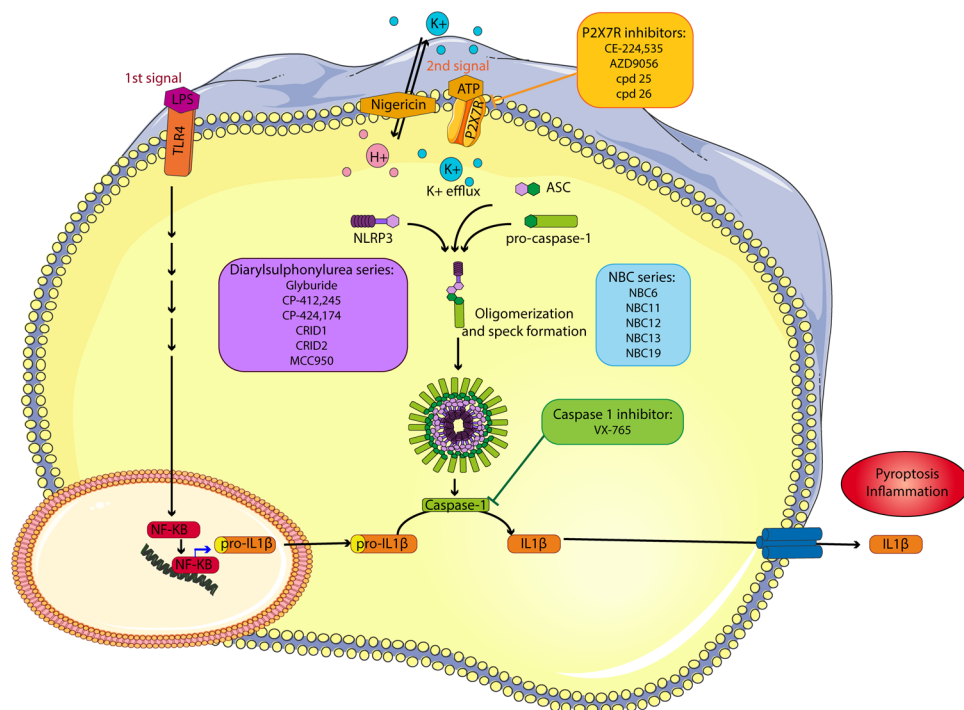 K+
P2X7R inhibitors:
CE-224,535
AZD9056
cpd 25
cpd 26
1st signal
2nd signal
LPS
ATP
Nigericin
P2X7R
TLR4
H+
K+
K+ efflux
ASC
NLRP3
pro-caspase-1
Diarylsulphonylurea series:
Glyburide
CP-412,245
CP-424,174
CRID1
CRID2
MCC950
NBC series:
NBC6
NBC11
NBC12
NBC13
NBC19
Oligomerization
and speck formation
Caspase 1 inhibitor:
VX-765
Pyroptosis
Inflammation
Caspase-1
NF-KB
pro-IL1β
pro-IL1β
IL1β
IL1β
NF-KB